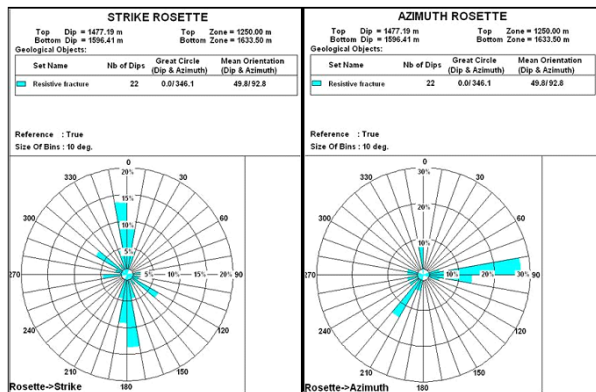 STRIKE ROSETTE
Top Dip = 1477.19 m Top Zone = 1250.00 m
Bottom Dip = 1596.41 m Bottom Zone = 1633.50 m
Geological Objects:
Set Name Nb of Dips Great Circle (Dip & Azimuth) Mean Orientation (Dip & Azimuth)
Resistive fracture 22 0.0/346.1 49.8/92.8
Reference : True
Size Of Bins : 10 deg.
0
330 30
20%
15%
300 60
10%
5%
270 5% 10% 15% 20% 90
240 120
210 150
180
Rosette->Strike
AZIMUTH ROSETTE
Top Dip = 1477.19 m Top Zone = 1250.00 m
Bottom Dip = 1596.41 m Bottom Zone = 1633.50 m
Geological Objects:
Set Name Nb of Dips Great Circle (Dip & Azimuth) Mean Orientation (Dip & Azimuth)
Resistive fracture 22 0.0/346.1 49.8/92.8
Reference : True
Size Of Bins : 10 deg.
0
330 30
30%
20%
300 60
10%
270 10% 20% 30% 90
240 120
210 150
180
Rosette->Azimuth